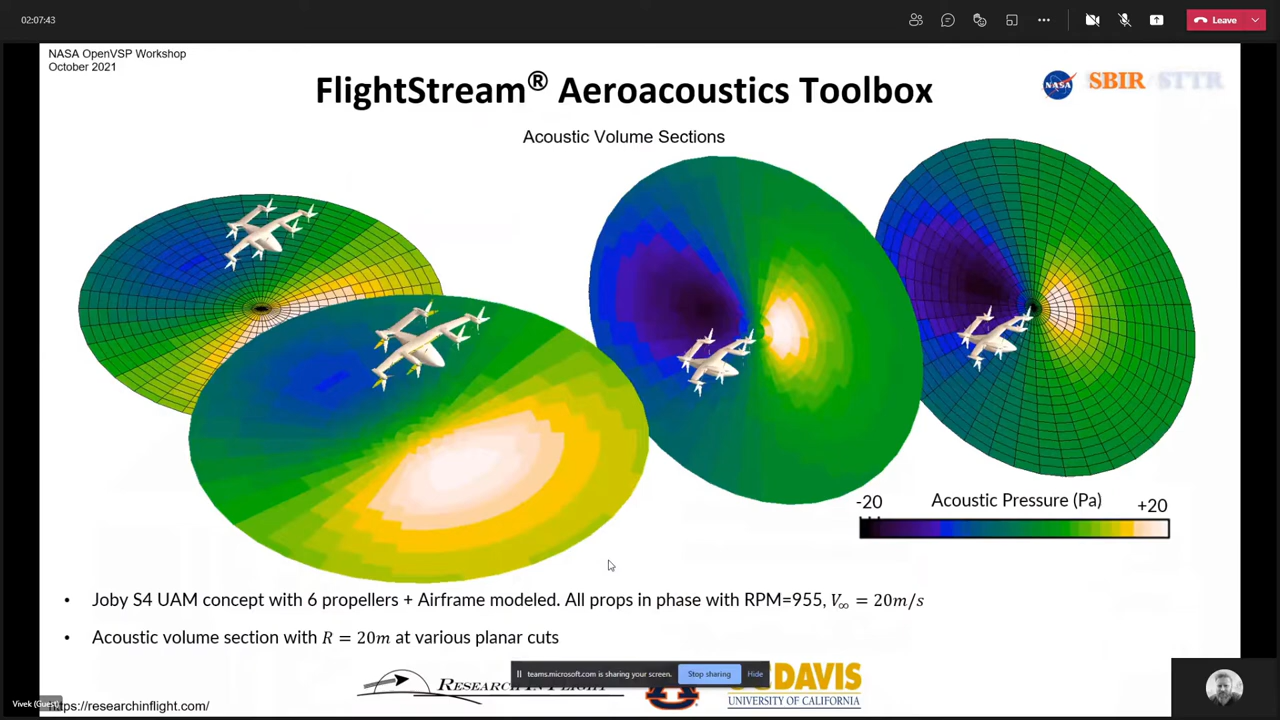 02:07:43
Leave
NASA OpenVSP Workshop
October 2021
FlightStream® Aeroacoustics Toolbox
NASA SBIR STTR
Acoustic Volume Sections
Acoustic Pressure (Pa)
-20
+20
• Joby S4 UAM concept with 6 propellers + Airframe modeled. All props in phase with RPM=955, V∞ = 20m/s
• Acoustic volume section with R = 20m at various planar cuts
teams.microsoft.com is sharing your screen.
Stop sharing
Hide
DAVIS
UNIVERSITY OF CALIFORNIA
Vivek (Guest)
https://researchinflight.com/